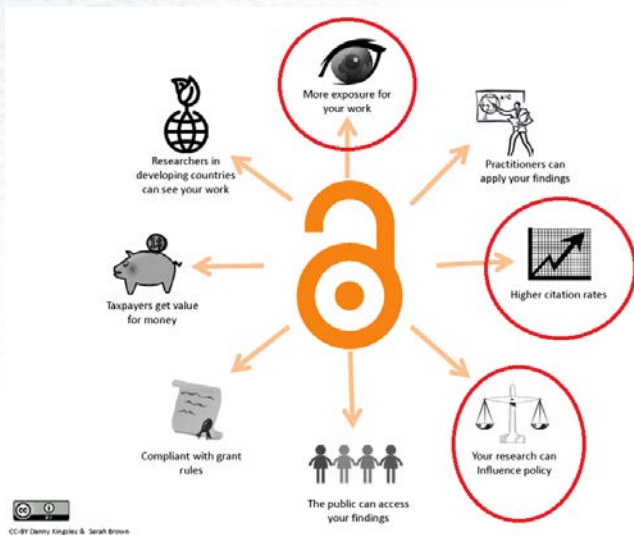 More exposure for
your work
Researchers in
developing countries
can see your work
Practitioners can
apply your findings
Taxpayers get value
for money
Higher citation rates
Compliant with grant
rules
Your research can
Influence policy
The public can access
your findings
cc
CC-BY Danny Kingsley & Sarah Brown